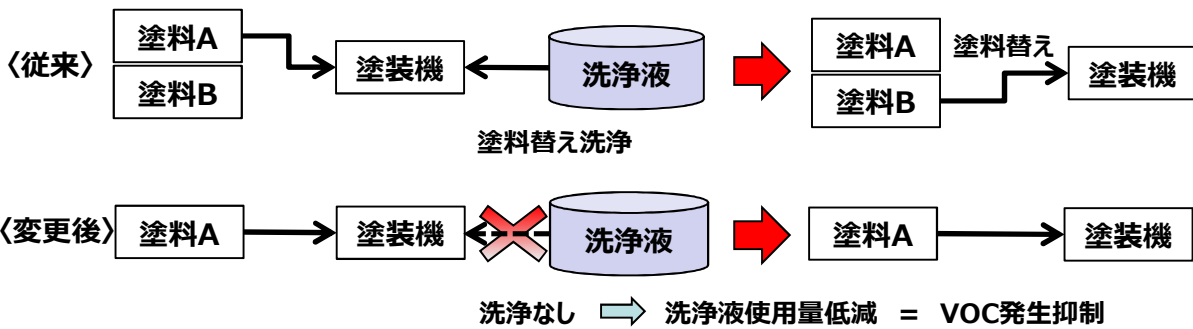 〈従来〉
塗料A
塗料B
塗装機
洗浄液
塗料替え洗浄
塗料A
塗料B
塗料替え
塗装機
〈変更後〉
塗料A
塗装機
洗浄液
塗料A
塗装機
洗浄なし ⇨ 洗浄液使用量低減 = VOC発生抑制